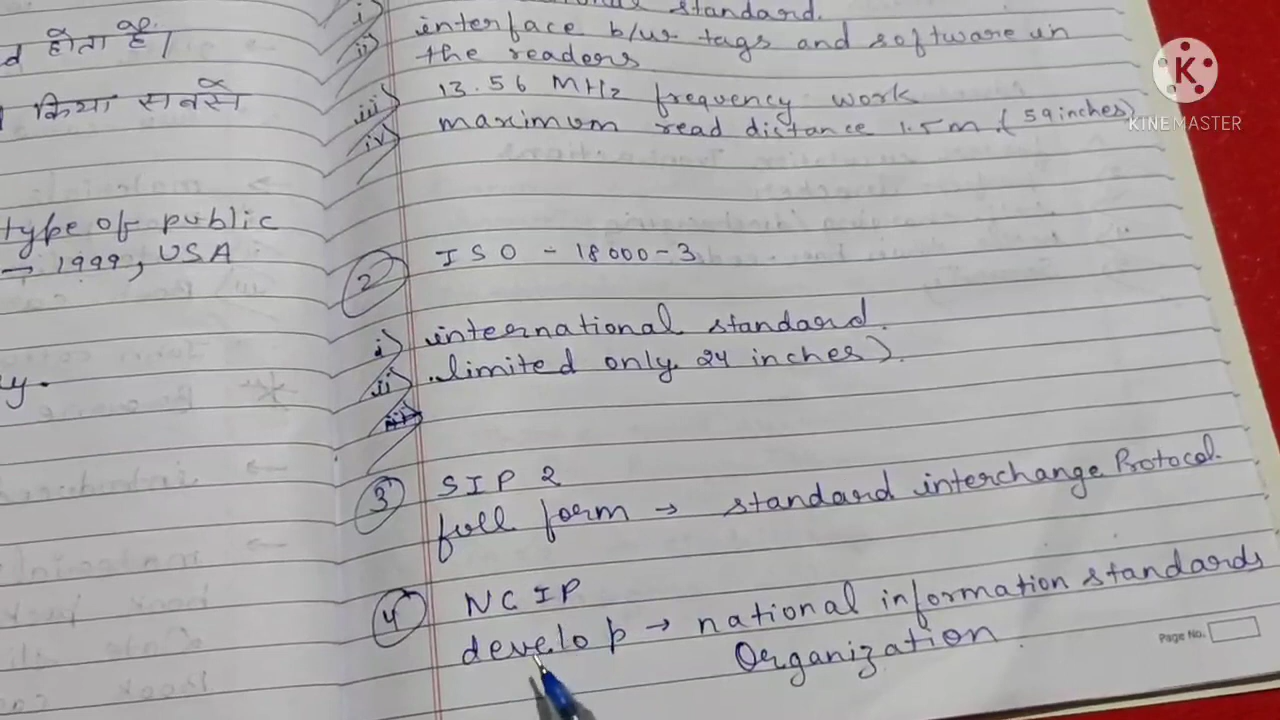 होता है।
किया सबसे
type of public
→ 1999, USA
i) standard.
ii) interface b/w tags and software in
the readers
iii) 13.56 MHz frequency work
iv) maximum read distance 1.5m (59 inches)
2 ISO - 18000-3
i) international standard.
ii) limited only 24 inches).
3 SIP 2
full form → standard interchange Protocol.
4 NCIP
develop → national information standards
Organization
Page No.
K
KINEMASTER